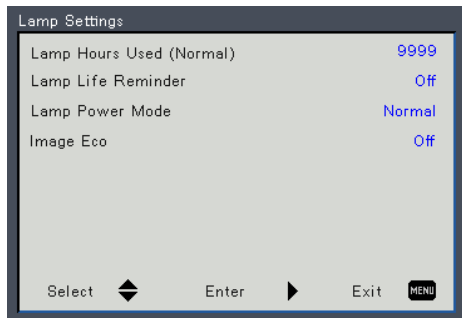 Lamp Settings
Lamp Hours Used (Normal) 9999
Lamp Life Reminder Off
Lamp Power Mode Normal
Image Eco Off
Select Enter Exit MENU